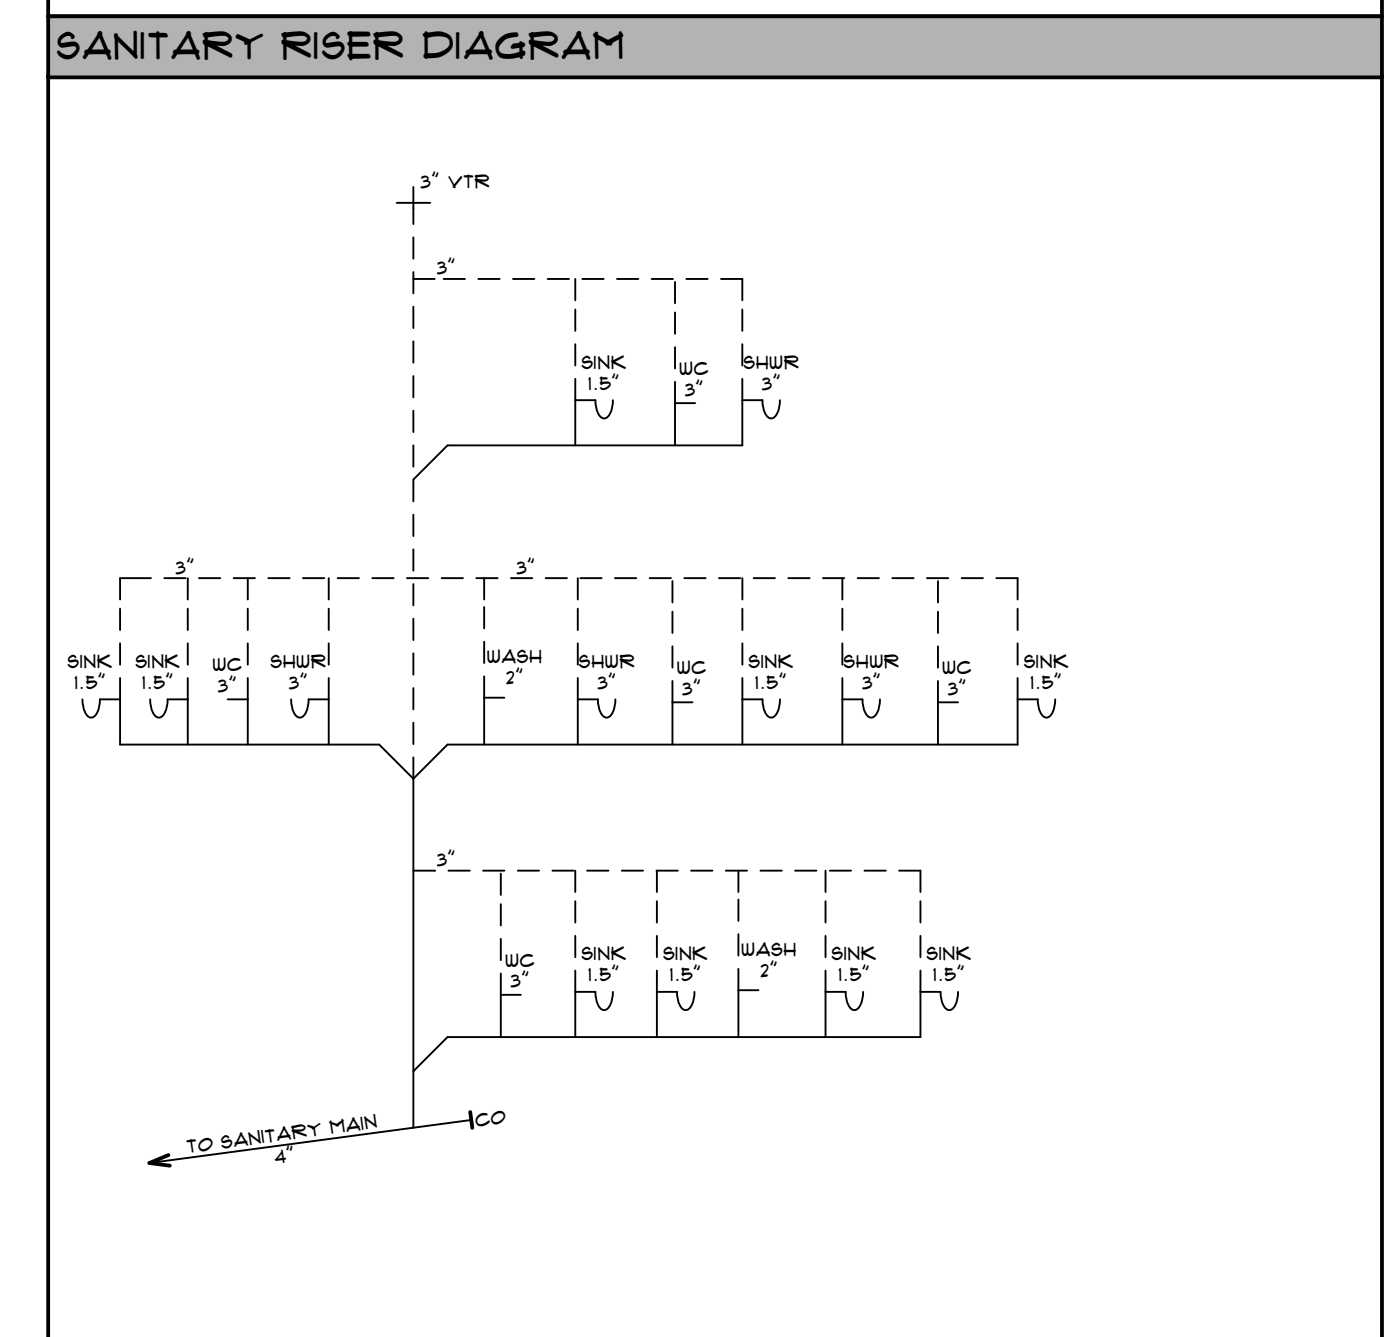 SANITARY RISER DIAGRAM
3" VTR
3"
SINK
1.5"
WC
3"
SHWR
3"
3"
3"
SINK
1.5"
SINK
1.5"
WC
3"
SHWR
3"
WASH
2"
SHWR
3"
WC
3"
SINK
1.5"
SHWR
3"
WC
3"
SINK
1.5"
3"
WC
3"
SINK
1.5"
SINK
1.5"
WASH
2"
SINK
1.5"
SINK
1.5"
TO SANITARY MAIN
4"
CO